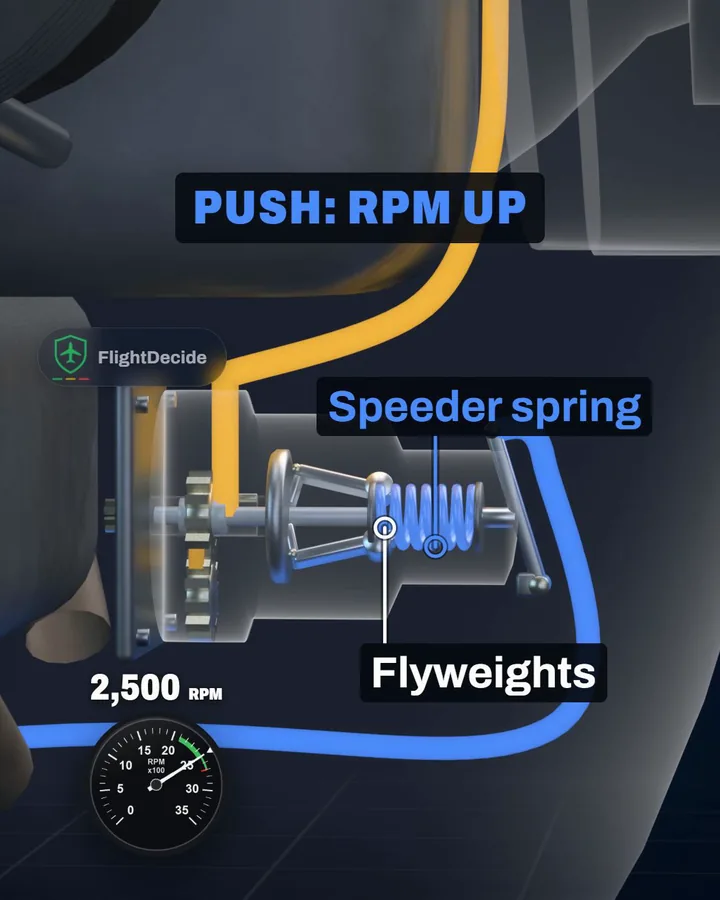 PUSH: RPM UP
FlightDecide
Speeder spring
Flyweights
2,500 RPM
15 20
RPM
x100
10 25
5 30
0 35